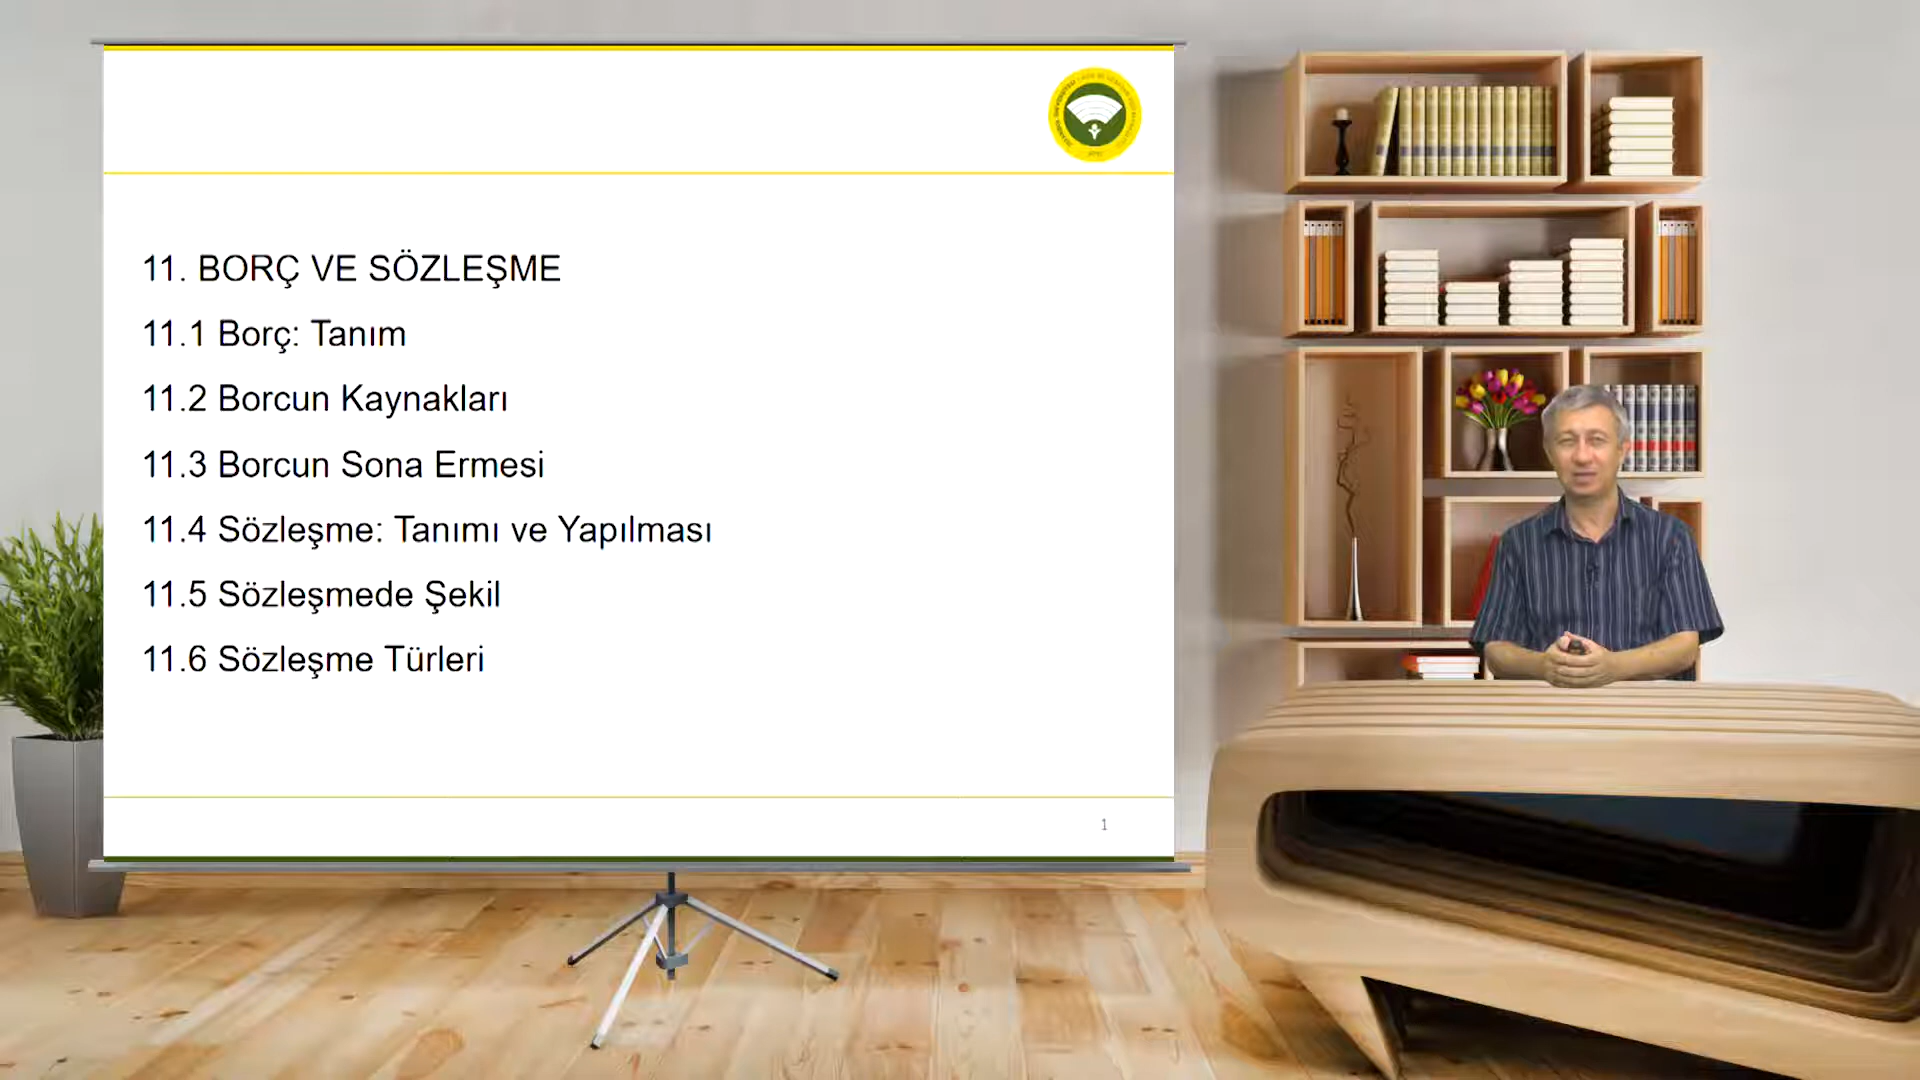 11. BORÇ VE SÖZLEŞME
11.1 Borç: Tanım
11.2 Borcun Kaynakları
11.3 Borcun Sona Ermesi
11.4 Sözleşme: Tanımı ve Yapılması
11.5 Sözleşmede Şekil
11.6 Sözleşme Türleri
1